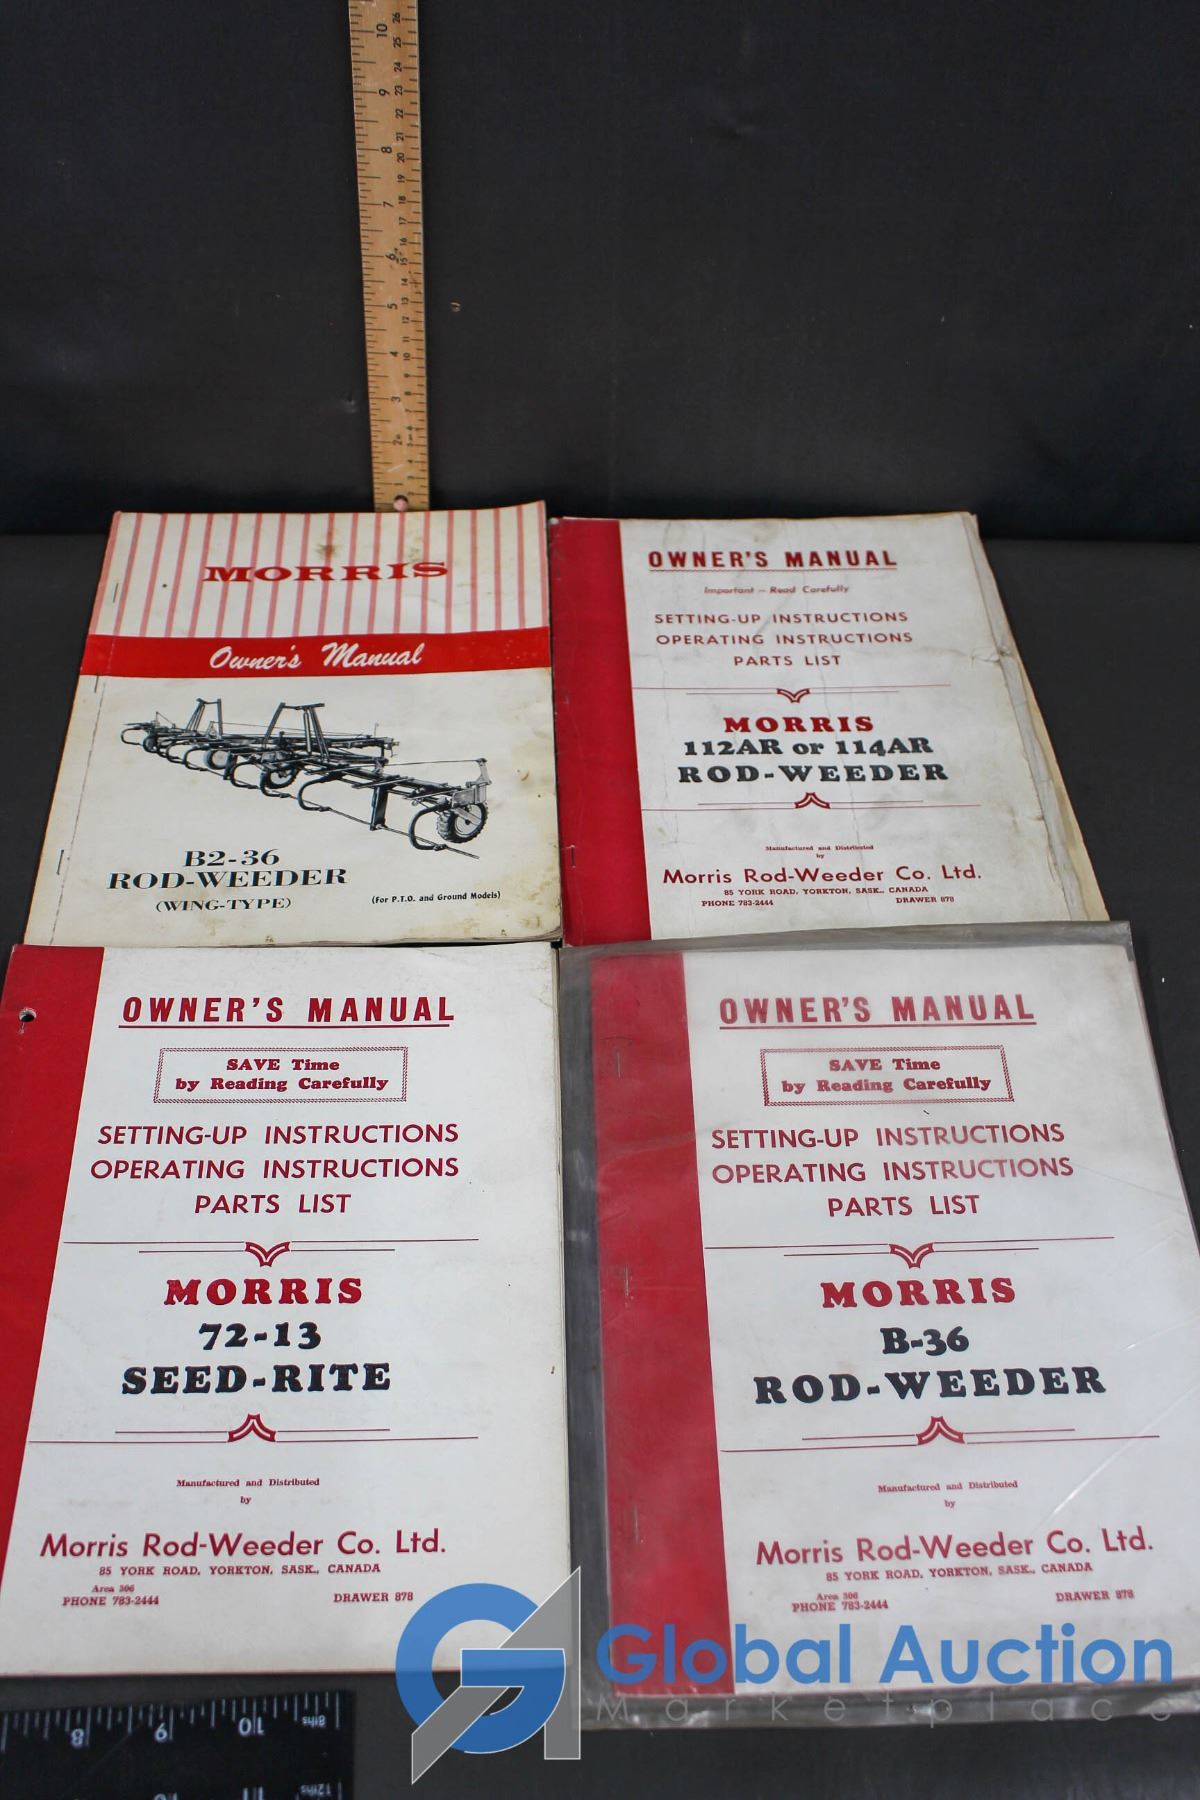 MORRIS
Owner's Manual
B2-36
ROD-WEEDER
(WING-TYPE)
(For P.T.O. and Ground Models)
OWNER'S MANUAL
Important — Read Carefully
SETTING-UP INSTRUCTIONS
OPERATING INSTRUCTIONS
PARTS LIST
MORRIS
112AR or 114AR
ROD-WEEDER
Manufactured and Distributed
by
Morris Rod-Weeder Co. Ltd.
85 YORK ROAD, YORKTON, SASK., CANADA
PHONE 783-2444 DRAWER 878
OWNER'S MANUAL
SAVE Time
by Reading Carefully
SETTING-UP INSTRUCTIONS
OPERATING INSTRUCTIONS
PARTS LIST
MORRIS
72-13
SEED-RITE
Manufactured and Distributed
by
Morris Rod-Weeder Co. Ltd.
85 YORK ROAD, YORKTON, SASK., CANADA
Area 306
PHONE 783-2444 DRAWER 878
OWNER'S MANUAL
SAVE Time
by Reading Carefully
SETTING-UP INSTRUCTIONS
OPERATING INSTRUCTIONS
PARTS LIST
MORRIS
B-36
ROD-WEEDER
Manufactured and Distributed
by
Morris Rod-Weeder Co. Ltd.
85 YORK ROAD, YORKTON, SASK., CANADA
Area 306
PHONE 783-2444 DRAWER 878
Global Auction
Marketplace
8 9 10 8ths
12ths